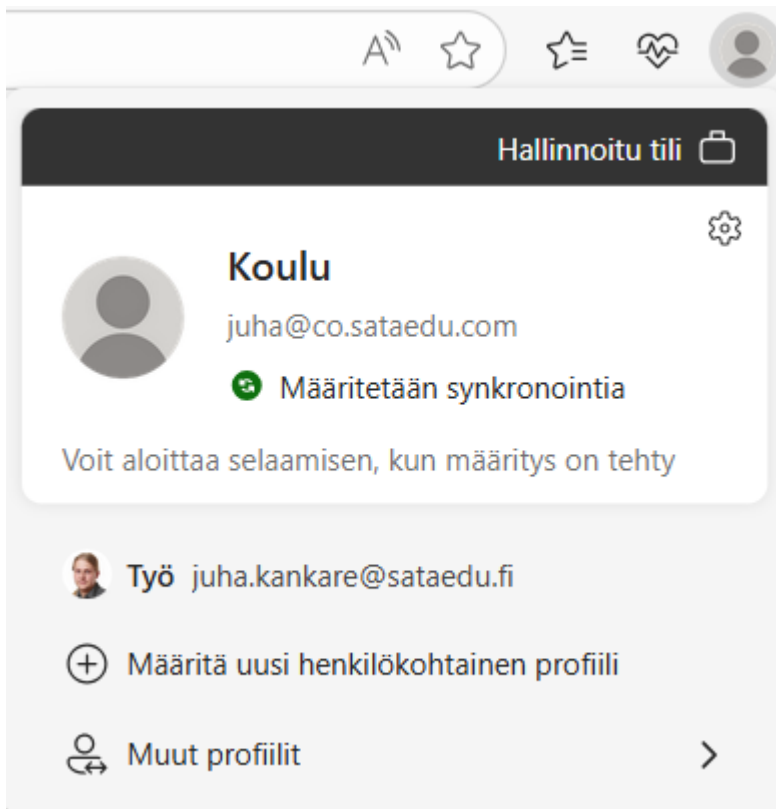 Hallinnoitu tili
Koulu
juha@co.sataedu.com
Määritetään synkronointia
Voit aloittaa selaamisen, kun määritys on tehty
Työ juha.kankare@sataedu.fi
Määritä uusi henkilökohtainen profiili
Muut profiilit